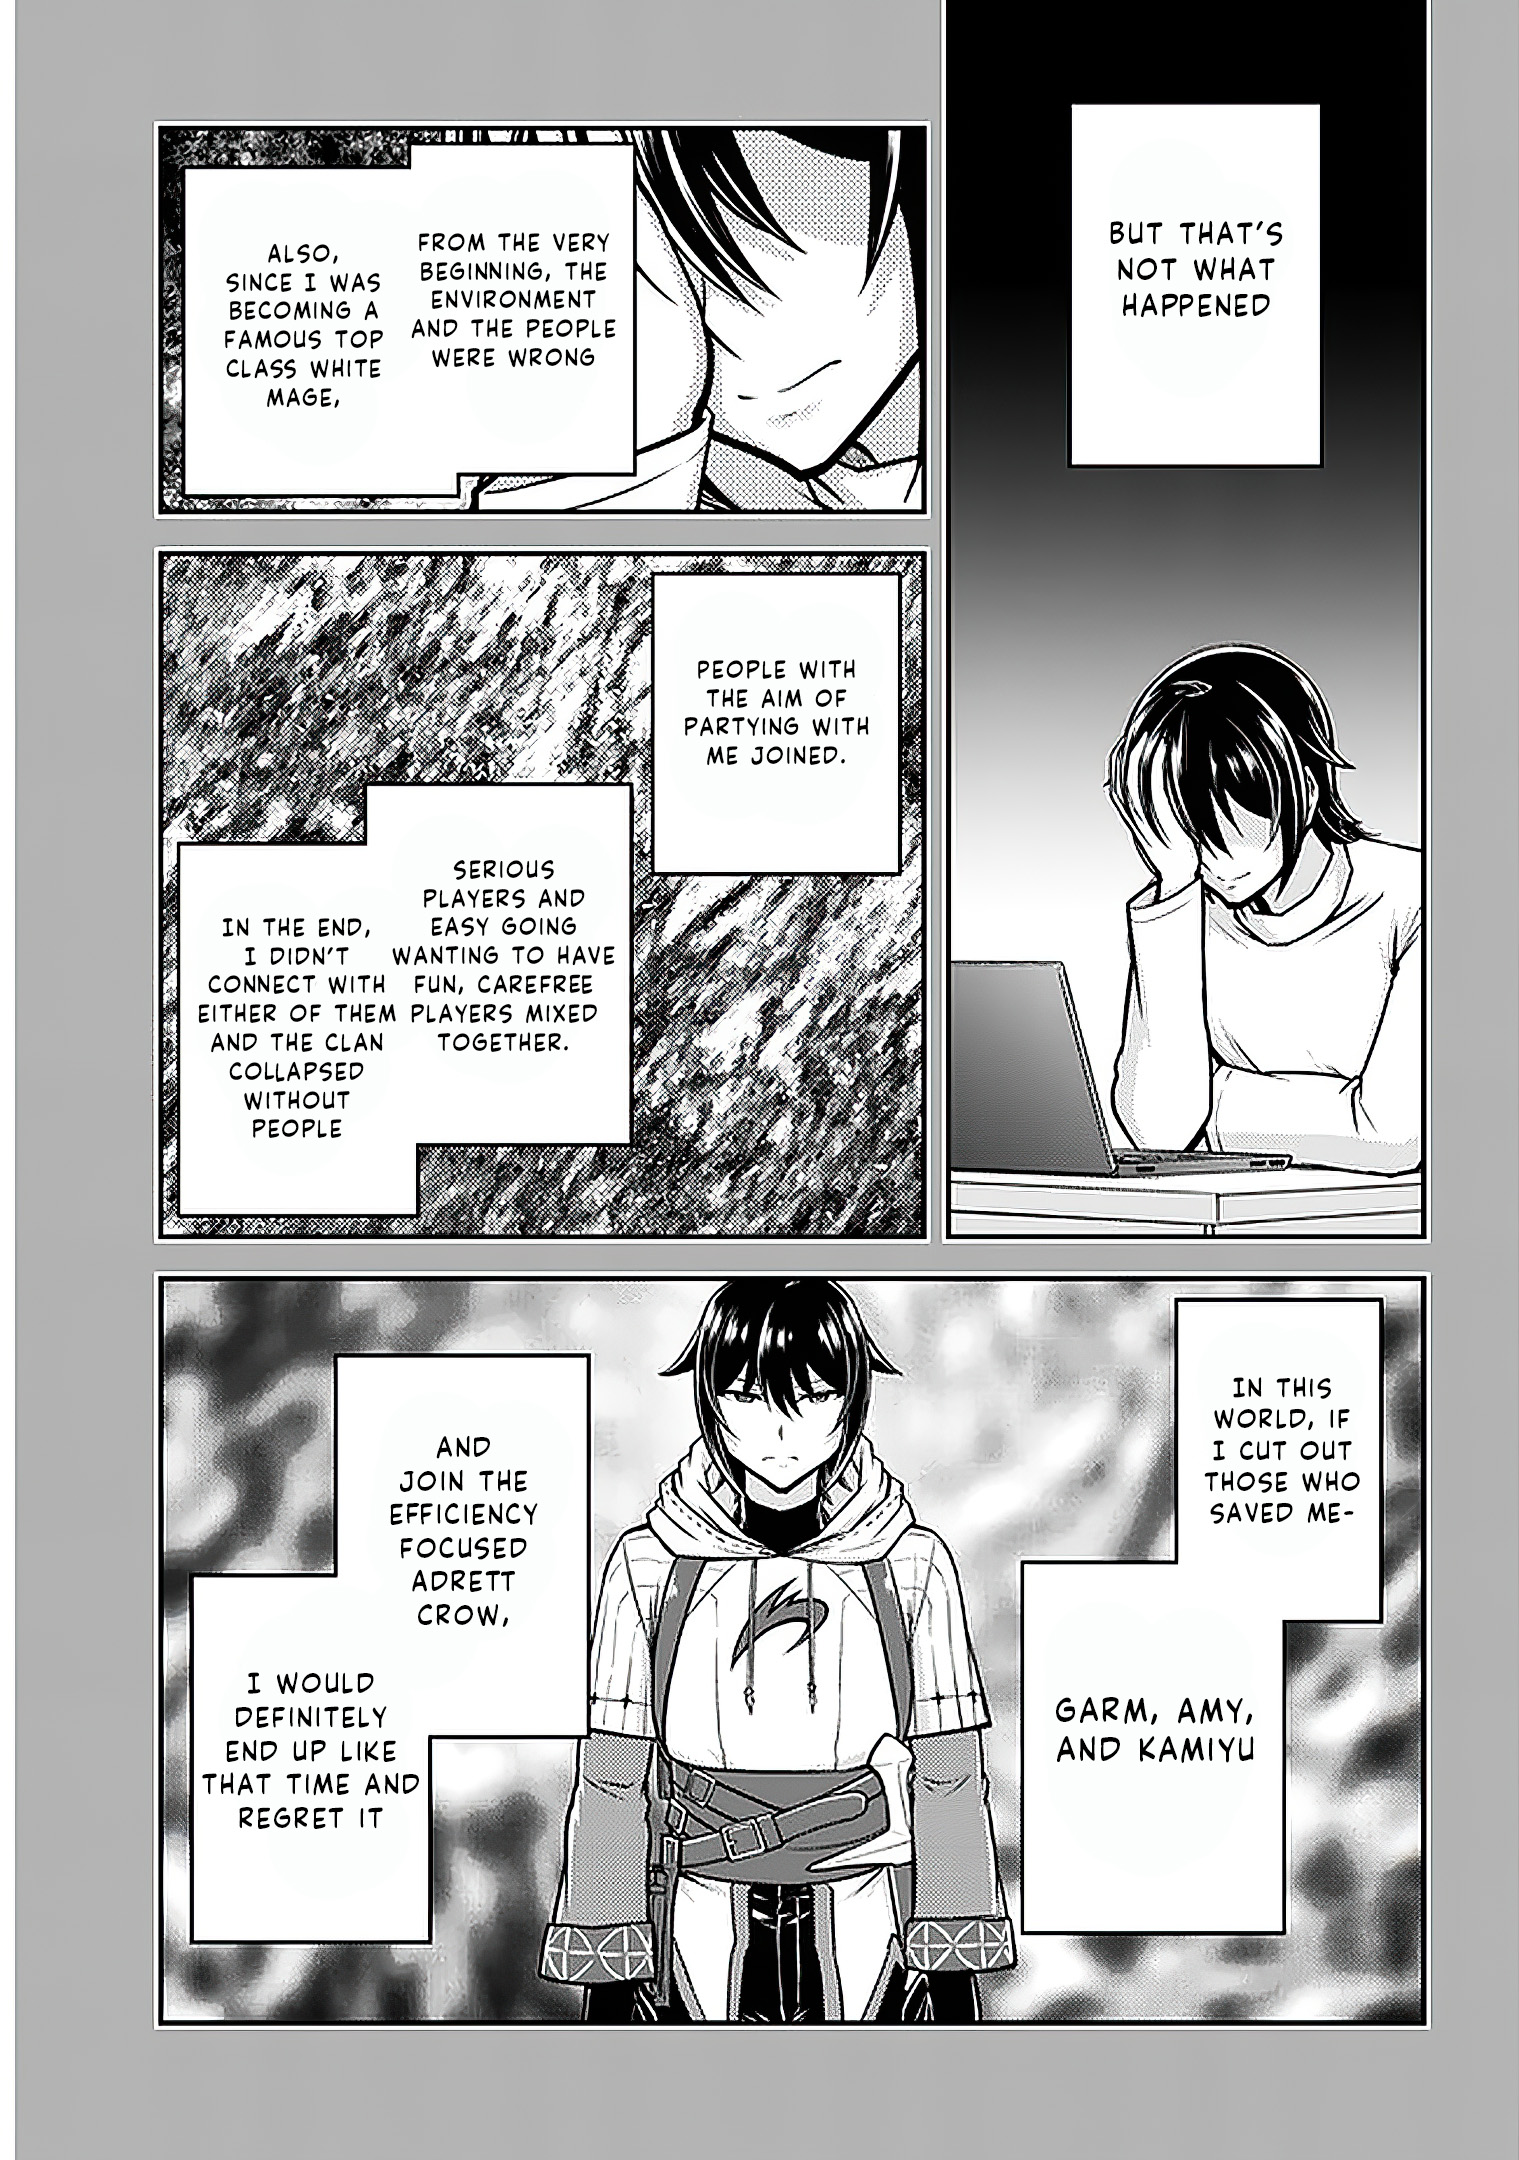 BUT THAT'S
NOT WHAT
HAPPENED
FROM THE VERY
BEGINNING, THE
ENVIRONMENT
AND THE PEOPLE
WERE WRONG
ALSO,
SINCE I WAS
BECOMING A
FAMOUS TOP
CLASS WHITE
MAGE,
PEOPLE WITH
THE AIM OF
PARTYING WITH
ME JOINED.
SERIOUS
PLAYERS AND
EASY GOING
WANTING TO HAVE
FUN, CAREFREE
PLAYERS MIXED
TOGETHER.
IN THE END,
I DIDN'T
CONNECT WITH
EITHER OF THEM
AND THE CLAN
COLLAPSED
WITHOUT
PEOPLE
IN THIS
WORLD, IF
I CUT OUT
THOSE WHO
SAVED ME-
GARM, AMY,
AND KAMIYU
AND
JOIN THE
EFFICIENCY
FOCUSED
ADRETT
CROW,
I WOULD
DEFINITELY
END UP LIKE
THAT TIME AND
REGRET IT